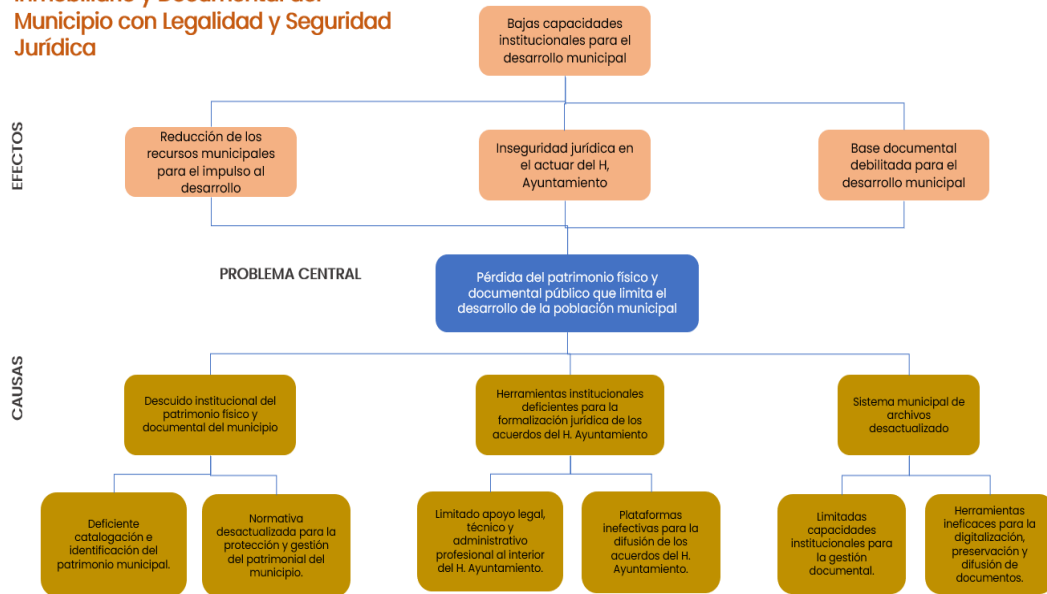 Inmobiliario y Documental del
Municipio con Legalidad y Seguridad
Jurídica
Bajas capacidades
institucionales para el
desarrollo municipal
EFECTOS
Reducción de los
recursos municipales
para el impulso al
desarrollo
Inseguridad jurídica en
el actuar del H,
Ayuntamiento
Base documental
debilitada para el
desarrollo municipal
PROBLEMA CENTRAL
Pérdida del patrimonio físico y
documental público que limita el
desarrollo de la población municipal
CAUSAS
Descuido institucional del
patrimonio físico y
documental del municipio
Herramientas institucionales
deficientes para la
formalización jurídica de los
acuerdos del H. Ayuntamiento
Sistema municipal de
archivos
desactualizado
Deficiente
catalogación e
identificación del
patrimonio municipal.
Normativa
desactualizada para la
protección y gestión
del patrimonial del
municipio.
Limitado apoyo legal,
técnico y
administrativo
profesional al interior
del H. Ayuntamiento.
Plataformas
inefectivas para la
difusión de los
acuerdos del H.
Ayuntamiento.
Limitadas
capacidades
institucionales para
la gestión
documental.
Herramientas
ineficaces para la
digitalización,
preservación y
difusión de
documentos.